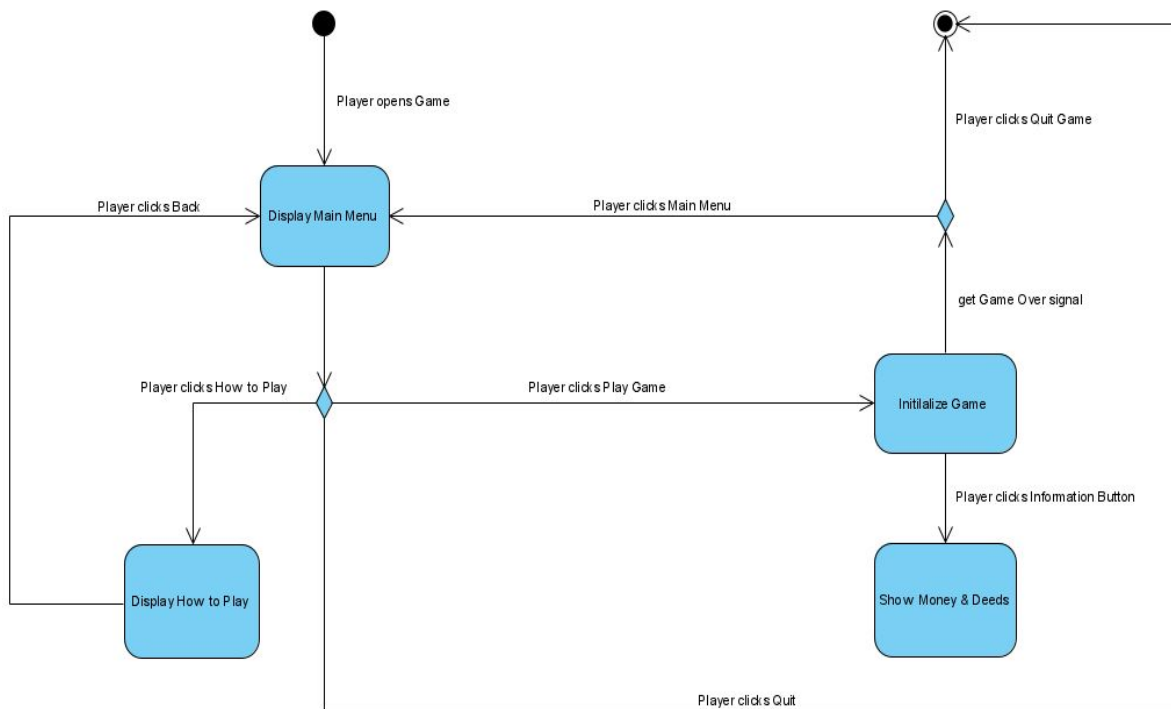 Player opens Game
Player clicks Quit Game
Player clicks Back
Display Main Menu
Player clicks Main Menu
get Game Over signal
Player clicks How to Play
Player clicks Play Game
Initilalize Game
Player clicks Information Button
Display How to Play
Show Money & Deeds
Player clicks Quit